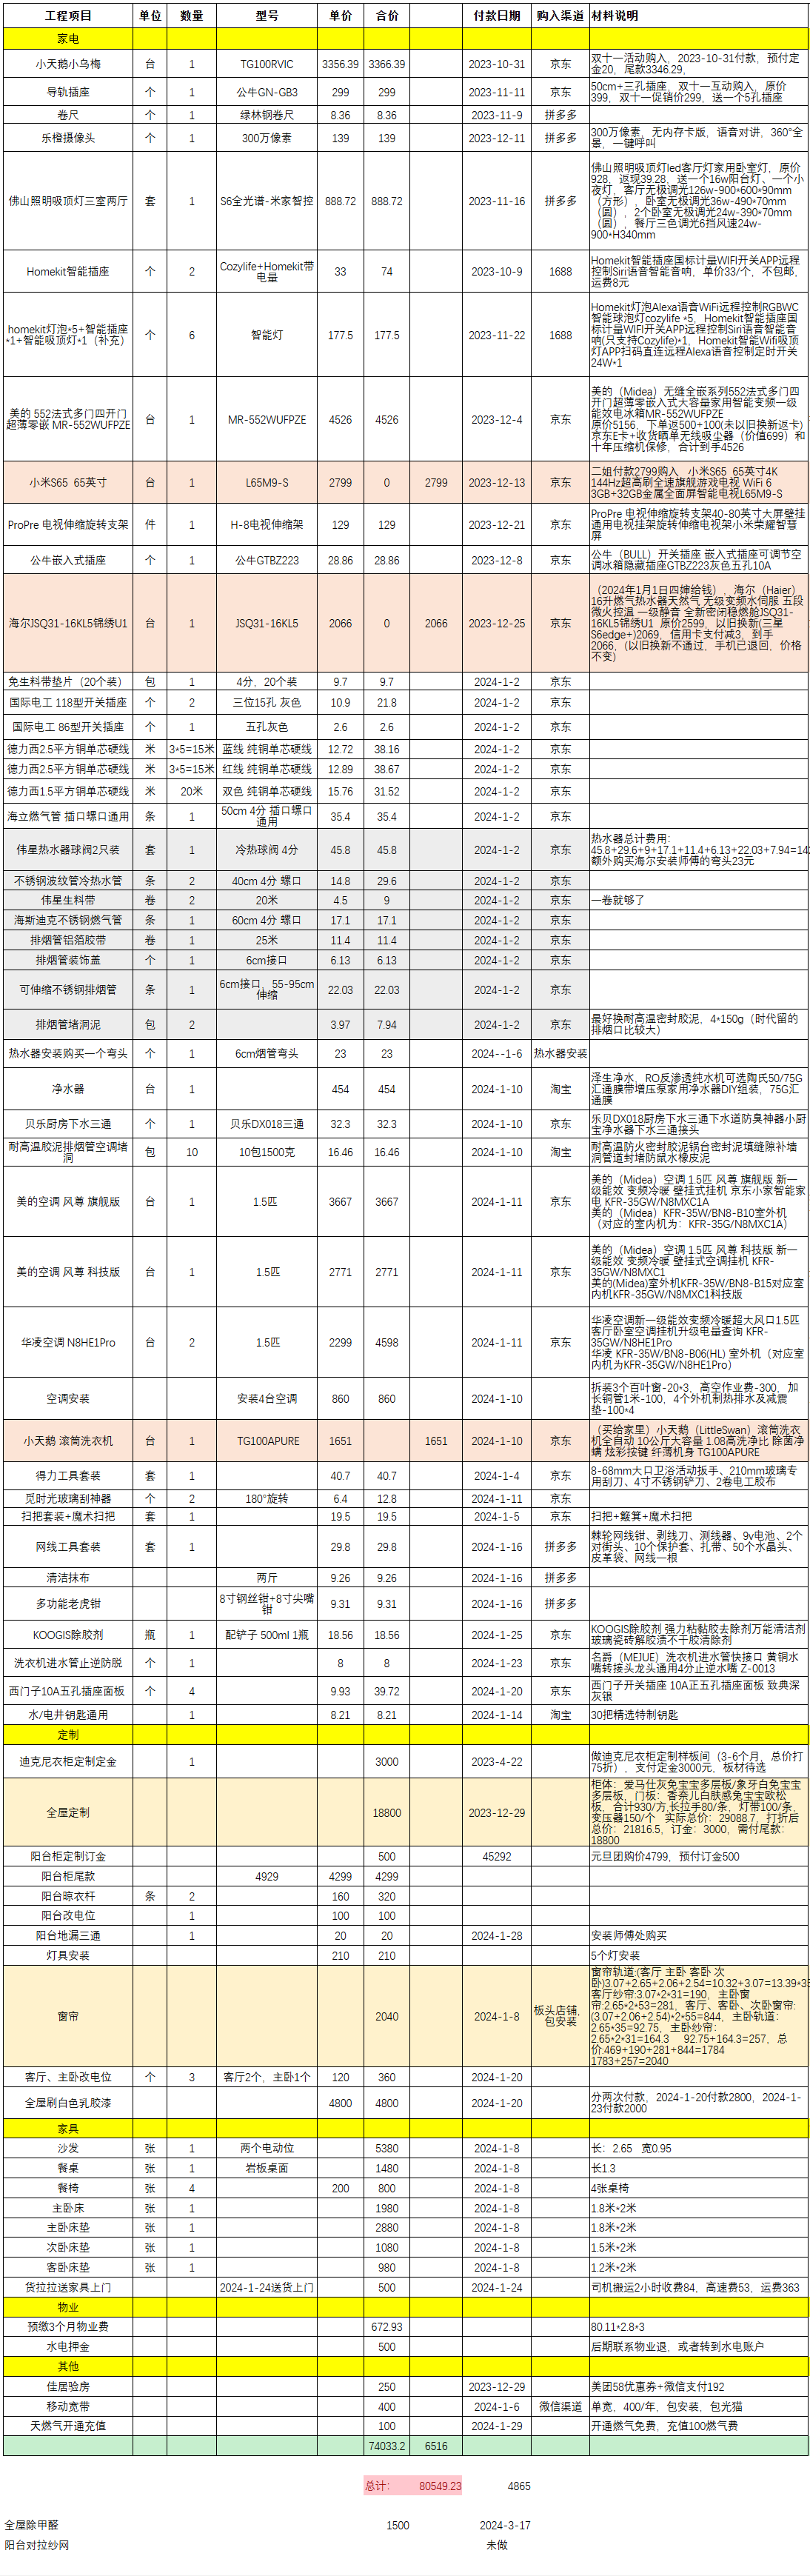 工程项目 单位 数量 型号 单价 合价 付款日期 购入渠道 材料说明
家电
小天鹅小乌梅 台 1 TG100RVIC 3356.39 3366.39 2023-10-31 京东 双十一活动购入，2023-10-31付款，预付定
金20，尾款3346.29,
导轨插座 个 1 公牛GN-GB3 299 299 2023-11-11 京东 50cm+三孔插座，双十一互动购入，原价
399，双十一促销价299，送一个5孔插座
卷尺 个 1 绿林钢卷尺 8.36 8.36 2023-11-9 拼多多
乐橙摄像头 个 1 300万像素 139 139 2023-12-11 拼多多 300万像素，无内存卡版，语音对讲，360°全
景，一键呼叫
佛山照明吸顶灯三室两厅 套 1 S6全光谱-米家智控 888.72 888.72 2023-11-16 拼多多 佛山照明吸顶灯led客厅灯家用卧室灯，原价
928，返现39.28，送一个16w阳台灯、一个小
夜灯，客厅无极调光126w-900*600*90mm
（方形），卧室无极调光36w-490*70mm
（圆），2个卧室无极调光24w-390*70mm
（圆），餐厅三色调光6挡风速24w-
900*H340mm
Homekit智能插座 个 2 Cozylife+Homekit带
电量 33 74 2023-10-9 1688 Homekit智能插座国标计量WIFI开关APP远程
控制Siri语音智能音响，单价33/个，不包邮，
运费8元
homekit灯泡*5+智能插座
*1+智能吸顶灯*1（补充） 个 6 智能灯 177.5 177.5 2023-11-22 1688 Homekit灯泡Alexa语音WiFi远程控制RGBWC
智能球泡灯cozylife *5，Homekit智能插座国
标计量WIFI开关APP远程控制Siri语音智能音
响(只支持Cozylife)*1，Homekit智能Wifi吸顶
灯APP扫码直连远程Alexa语音控制定时开关
24W*1
美的 552法式多门四开门
超薄零嵌 MR-552WUFPZE 台 1 MR-552WUFPZE 4526 4526 2023-12-4 京东 美的（Midea）无缝全嵌系列552法式多门四
开门超薄零嵌入式大容量家用智能变频一级
能效电冰箱MR-552WUFPZE
原价5156，下单返500+100(未以旧换新返卡)
京东E卡+收货晒单无线吸尘器（价值699）和
十年压缩机保修，合计到手4526
小米S65 65英寸 台 1 L65M9-S 2799 0 2799 2023-12-13 京东 二姐付款2799购入 小米S65 65英寸4K
144Hz超高刷全速旗舰游戏电视 WiFi 6
3GB+32GB金属全面屏智能电视L65M9-S
ProPre 电视伸缩旋转支架 件 1 H-8电视伸缩架 129 129 2023-12-21 京东 ProPre 电视伸缩旋转支架40-80英寸大屏壁挂
通用电视挂架旋转伸缩电视架小米荣耀智慧
屏
公牛嵌入式插座 个 1 公牛GTBZ223 28.86 28.86 2023-12-8 京东 公牛（BULL）开关插座 嵌入式插座可调节空
调冰箱隐藏插座GTBZ223灰色五孔10A
海尔JSQ31-16KL5锦绣U1 台 1 JSQ31-16KL5 2066 0 2066 2023-12-25 京东 （2024年1月1日四婶给钱），海尔（Haier）
16升燃气热水器天然气 无级变频水伺服 五段
微火控温 一级静音 全新密闭稳燃舱JSQ31-
16KL5锦绣U1 原价2599，以旧换新(三星
S6edge+)2069，信用卡支付减3，到手
2066，(以旧换新不通过，手机已退回，价格
不变)
免生料带垫片（20个装） 包 1 4分，20个装 9.7 9.7 2024-1-2 京东
国际电工 118型开关插座 个 2 三位15孔 灰色 10.9 21.8 2024-1-2 京东
国际电工 86型开关插座 个 1 五孔灰色 2.6 2.6 2024-1-2 京东
德力西2.5平方铜单芯硬线 米 3*5=15米 蓝线 纯铜单芯硬线 12.72 38.16 2024-1-2 京东
德力西2.5平方铜单芯硬线 米 3*5=15米 红线 纯铜单芯硬线 12.89 38.67 2024-1-2 京东
德力西1.5平方铜单芯硬线 米 20米 双色 纯铜单芯硬线 15.76 31.52 2024-1-2 京东
海立燃气管 插口螺口通用 条 1 50cm 4分 插口螺口
通用 35.4 35.4 2024-1-2 京东
伟星热水器球阀2只装 套 1 冷热球阀 4分 45.8 45.8 2024-1-2 京东 热水器总计费用：
45.8+29.6+9+17.1+11.4+6.13+22.03+7.94=14
额外购买海尔安装师傅的弯头23元
不锈钢波纹管冷热水管 条 2 40cm 4分 螺口 14.8 29.6 2024-1-2 京东
伟星生料带 卷 2 20米 4.5 9 2024-1-2 京东 一卷就够了
海斯迪克不锈钢燃气管 条 1 60cm 4分 螺口 17.1 17.1 2024-1-2 京东
排烟管铝箔胶带 卷 1 25米 11.4 11.4 2024-1-2 京东
排烟管装饰盖 个 1 6cm接口 6.13 6.13 2024-1-2 京东
可伸缩不锈钢排烟管 条 1 6cm接口，55-95cm
伸缩 22.03 22.03 2024-1-2 京东
排烟管堵洞泥 包 2 3.97 7.94 2024-1-2 京东 最好换耐高温密封胶泥，4*150g（时代留的
排烟口比较大）
热水器安装购买一个弯头 个 1 6cm烟管弯头 23 23 2024--1-6 热水器安装
净水器 台 1 454 454 2024-1-10 淘宝 泽生净水，RO反渗透纯水机可选陶氏50/75G
汇通膜带增压泵家用净水器DIY组装，75G汇
通膜
贝乐厨房下水三通 个 1 贝乐DX018三通 32.3 32.3 2024-1-10 京东 乐贝DX018厨房下水三通下水道防臭神器小厨
宝净水器下水三通接头
耐高温胶泥排烟管空调堵
洞 包 10 10包1500克 16.46 16.46 2024-1-10 淘宝 耐高温防火密封胶泥锅台密封泥填缝隙补墙
洞管道封堵防鼠水橡皮泥
美的空调 风尊 旗舰版 台 1 1.5匹 3667 3667 2024-1-11 京东 美的（Midea）空调 1.5匹 风尊 旗舰版 新一
级能效 变频冷暖 壁挂式挂机 京东小家智能家
电 KFR-35GW/N8MXC1A
美的（Midea）KFR-35W/BN8-B10室外机
（对应的室内机为：KFR-35G/N8MXC1A）
美的空调 风尊 科技版 台 1 1.5匹 2771 2771 2024-1-11 京东 美的（Midea）空调 1.5匹 风尊 科技版 新一
级能效 变频冷暖 壁挂式空调挂机 KFR-
35GW/N8MXC1
美的(Midea)室外机KFR-35W/BN8-B15对应室
内机KFR-35GW/N8MXC1科技版
华凌空调 N8HE1Pro 台 2 1.5匹 2299 4598 2024-1-11 京东 华凌空调新一级能效变频冷暖超大风口1.5匹
客厅卧室空调挂机升级电量查询 KFR-
35GW/N8HE1Pro
华凌 KFR-35W/BN8-B06(HL) 室外机（对应室
内机为KFR-35GW/N8HE1Pro）
空调安装 安装4台空调 860 860 2024-1-10 拆装3个百叶窗-20*3，高空作业费-300，加
长铜管1米-100，4个外机制热排水及减震
垫-100*4
小天鹅 滚筒洗衣机 台 1 TG100APURE 1651 1651 2024-1-10 京东 （买给家里）小天鹅（LittleSwan）滚筒洗衣
机全自动 10公斤大容量 1.08高洗净比 除菌净
螨 炫彩按键 纤薄机身 TG100APURE
得力工具套装 套 1 40.7 40.7 2024-1-4 京东 8-68mm大口卫浴活动扳手、210mm玻璃专
用刮刀、4寸不锈钢铲刀、2卷电工胶布
觅时光玻璃刮神器 个 2 180°旋转 6.4 12.8 2024-1-11 京东
扫把套装+魔术扫把 套 1 19.5 19.5 2024-1-5 京东 扫把+簸箕+魔术扫把
网线工具套装 套 1 29.8 29.8 2024-1-16 拼多多 棘轮网线钳、剥线刀、测线器、9v电池、2个
对街头、10个保护套、扎带、50个水晶头、
皮革袋、网线一根
清洁抹布 两斤 9.26 9.26 2024-1-16 拼多多
多功能老虎钳 8寸钢丝钳+8寸尖嘴
钳 9.31 9.31 2024-1-16 拼多多
KOOGIS除胶剂 瓶 1 配铲子 500ml 1瓶 18.56 18.56 2024-1-25 京东 KOOGIS除胶剂 强力粘黏胶去除剂万能清洁剂
玻璃瓷砖解胶渍不干胶清除剂
洗衣机进水管止逆防脱 个 1 8 8 2024-1-23 京东 名爵（MEJUE）洗衣机进水管快接口 黄铜水
嘴转接头龙头通用4分止逆水嘴 Z-0013
西门子10A五孔插座面板 个 4 9.93 39.72 2024-1-20 京东 西门子开关插座 10A正五孔插座面板 致典深
灰银
水/电井钥匙通用 1 8.21 8.21 2024-1-14 淘宝 30把精选特制钥匙
定制
迪克尼衣柜定制定金 1 3000 2023-4-22 做迪克尼衣柜定制样板间（3-6个月，总价打
75折），支付定金3000元，板材待选
全屋定制 18800 2023-12-29 柜体：爱马仕灰免宝宝多层板/象牙白免宝宝
多层板，门板：香奈儿白肤感兔宝宝欧松
板，合计930/方,长拉手80/条，灯带100/条，
变压器150/个 实际总价：29088.7，打折后
总价：21816.5，订金：3000，需付尾款：
18800
阳台柜定制订金 500 45292 元旦团购价4799，预付订金500
阳台柜尾款 4929 4299 4299
阳台晾衣杆 条 2 160 320
阳台改电位 1 100 100
阳台地漏三通 1 20 20 2024-1-28 安装师傅处购买
灯具安装 210 210 5个灯安装
窗帘 2040 2024-1-8 板头店铺，
包安装 窗帘轨道:(客厅 主卧 客卧 次
卧)3.07+2.65+2.06+2.54=10.32+3.07=13.39*35
客厅纱帘:3.07*2*31=190，主卧窗
帘:2.65*2*53=281，客厅、客卧、次卧窗帘:
(3.07+2.06+2.54)*2*55=844，主卧轨道：
2.65*35=92.75，主卧纱帘：
2.65*2*31=164.3 92.75+164.3=257，总
价:469+190+281+844=1784
1783+257=2040
客厅、主卧改电位 个 3 客厅2个，主卧1个 120 360 2024-1-20
全屋刷白色乳胶漆 4800 4800 2024-1-20 分两次付款，2024-1-20付款2800，2024-1-
23付款2000
家具
沙发 张 1 两个电动位 5380 2024-1-8 长：2.65 宽0.95
餐桌 张 1 岩板桌面 1480 2024-1-8 长1.3
餐椅 张 4 200 800 2024-1-8 4张桌椅
主卧床 张 1 1980 2024-1-8 1.8米*2米
主卧床垫 张 1 2880 2024-1-8 1.8米*2米
次卧床垫 张 1 1080 2024-1-8 1.5米*2米
客卧床垫 张 1 980 2024-1-8 1.2米*2米
货拉拉送家具上门 2024-1-24送货上门 500 2024-1-24 司机搬运2小时收费84，高速费53，运费363
物业
预缴3个月物业费 672.93 80.11*2.8*3
水电押金 500 后期联系物业退，或者转到水电账户
其他
佳居验房 250 2023-12-29 美团58优惠券+微信支付192
移动宽带 400 2024-1-6 微信渠道 单宽，400/年，包安装，包光猫
天燃气开通充值 100 2024-1-29 开通燃气免费，充值100燃气费
74033.2 6516
总计： 80549.23 4865
全屋除甲醛 1500 2024-3-17
阳台对拉纱网 未做